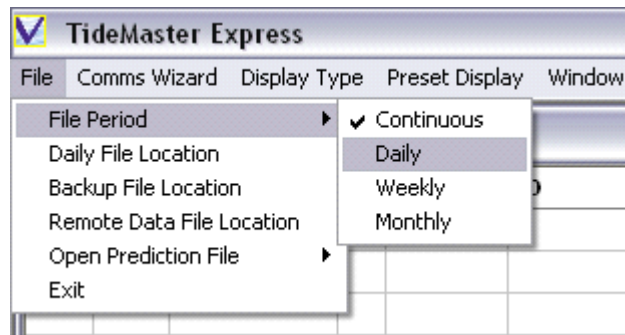 TideMaster Express
File Comms Wizard Display Type Preset Display Window
File Period
Daily File Location
Backup File Location
Remote Data File Location
Open Prediction File
Exit
Continuous
Daily
Weekly
Monthly